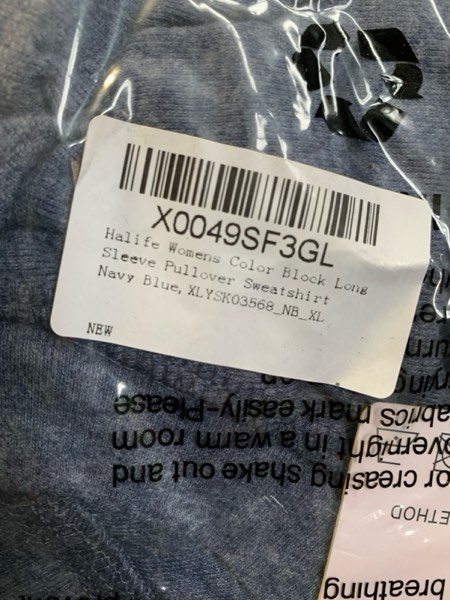 X0049SF3GL
Halife Womens Color Block Long
Sleeve Pullover Sweatshirt
Navy Blue, XLYSK03568_NB_XL
NEW
breathing
METHOD
or creasing shake out and
overnight in a warm room
fabrics mark easily-Please